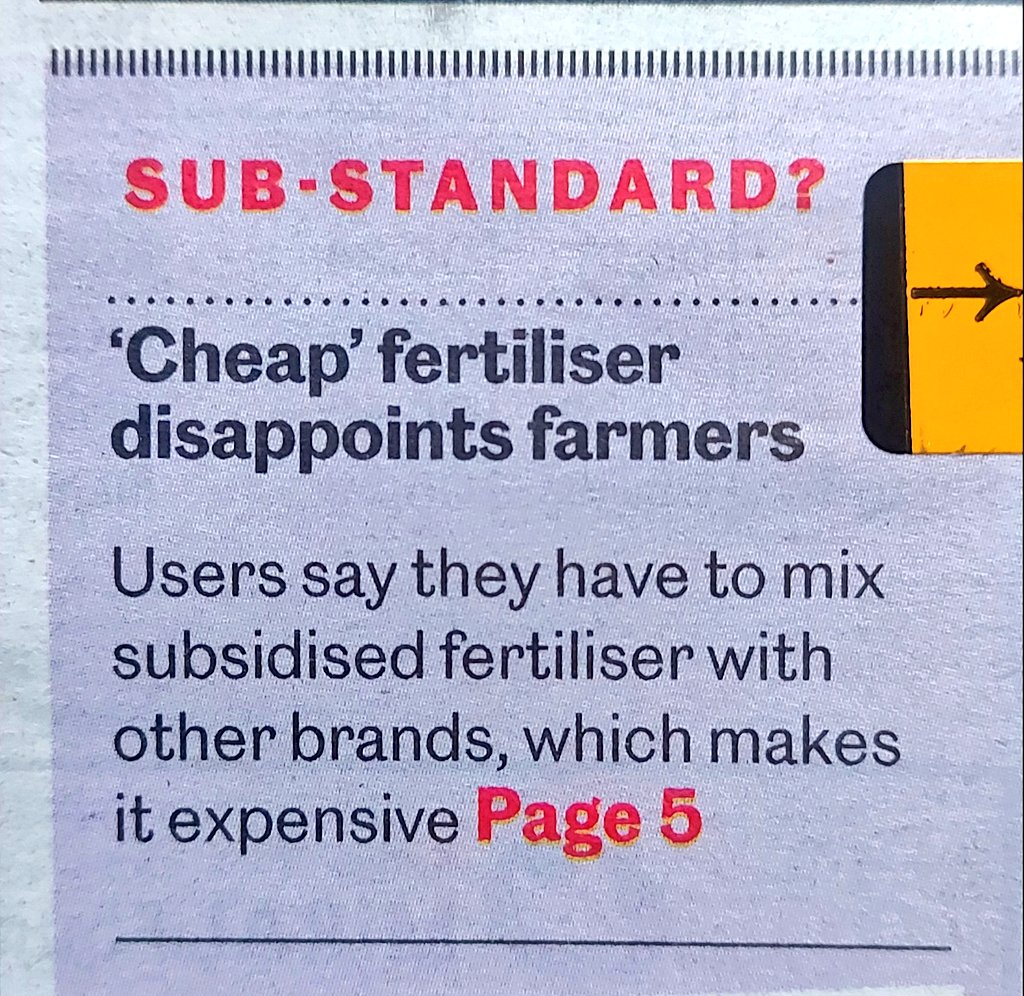 SUB-STANDARD?
‘Cheap’ fertiliser
disappoints farmers
Users say they have to mix
subsidised fertiliser with
other brands, which makes
it expensive Page 5